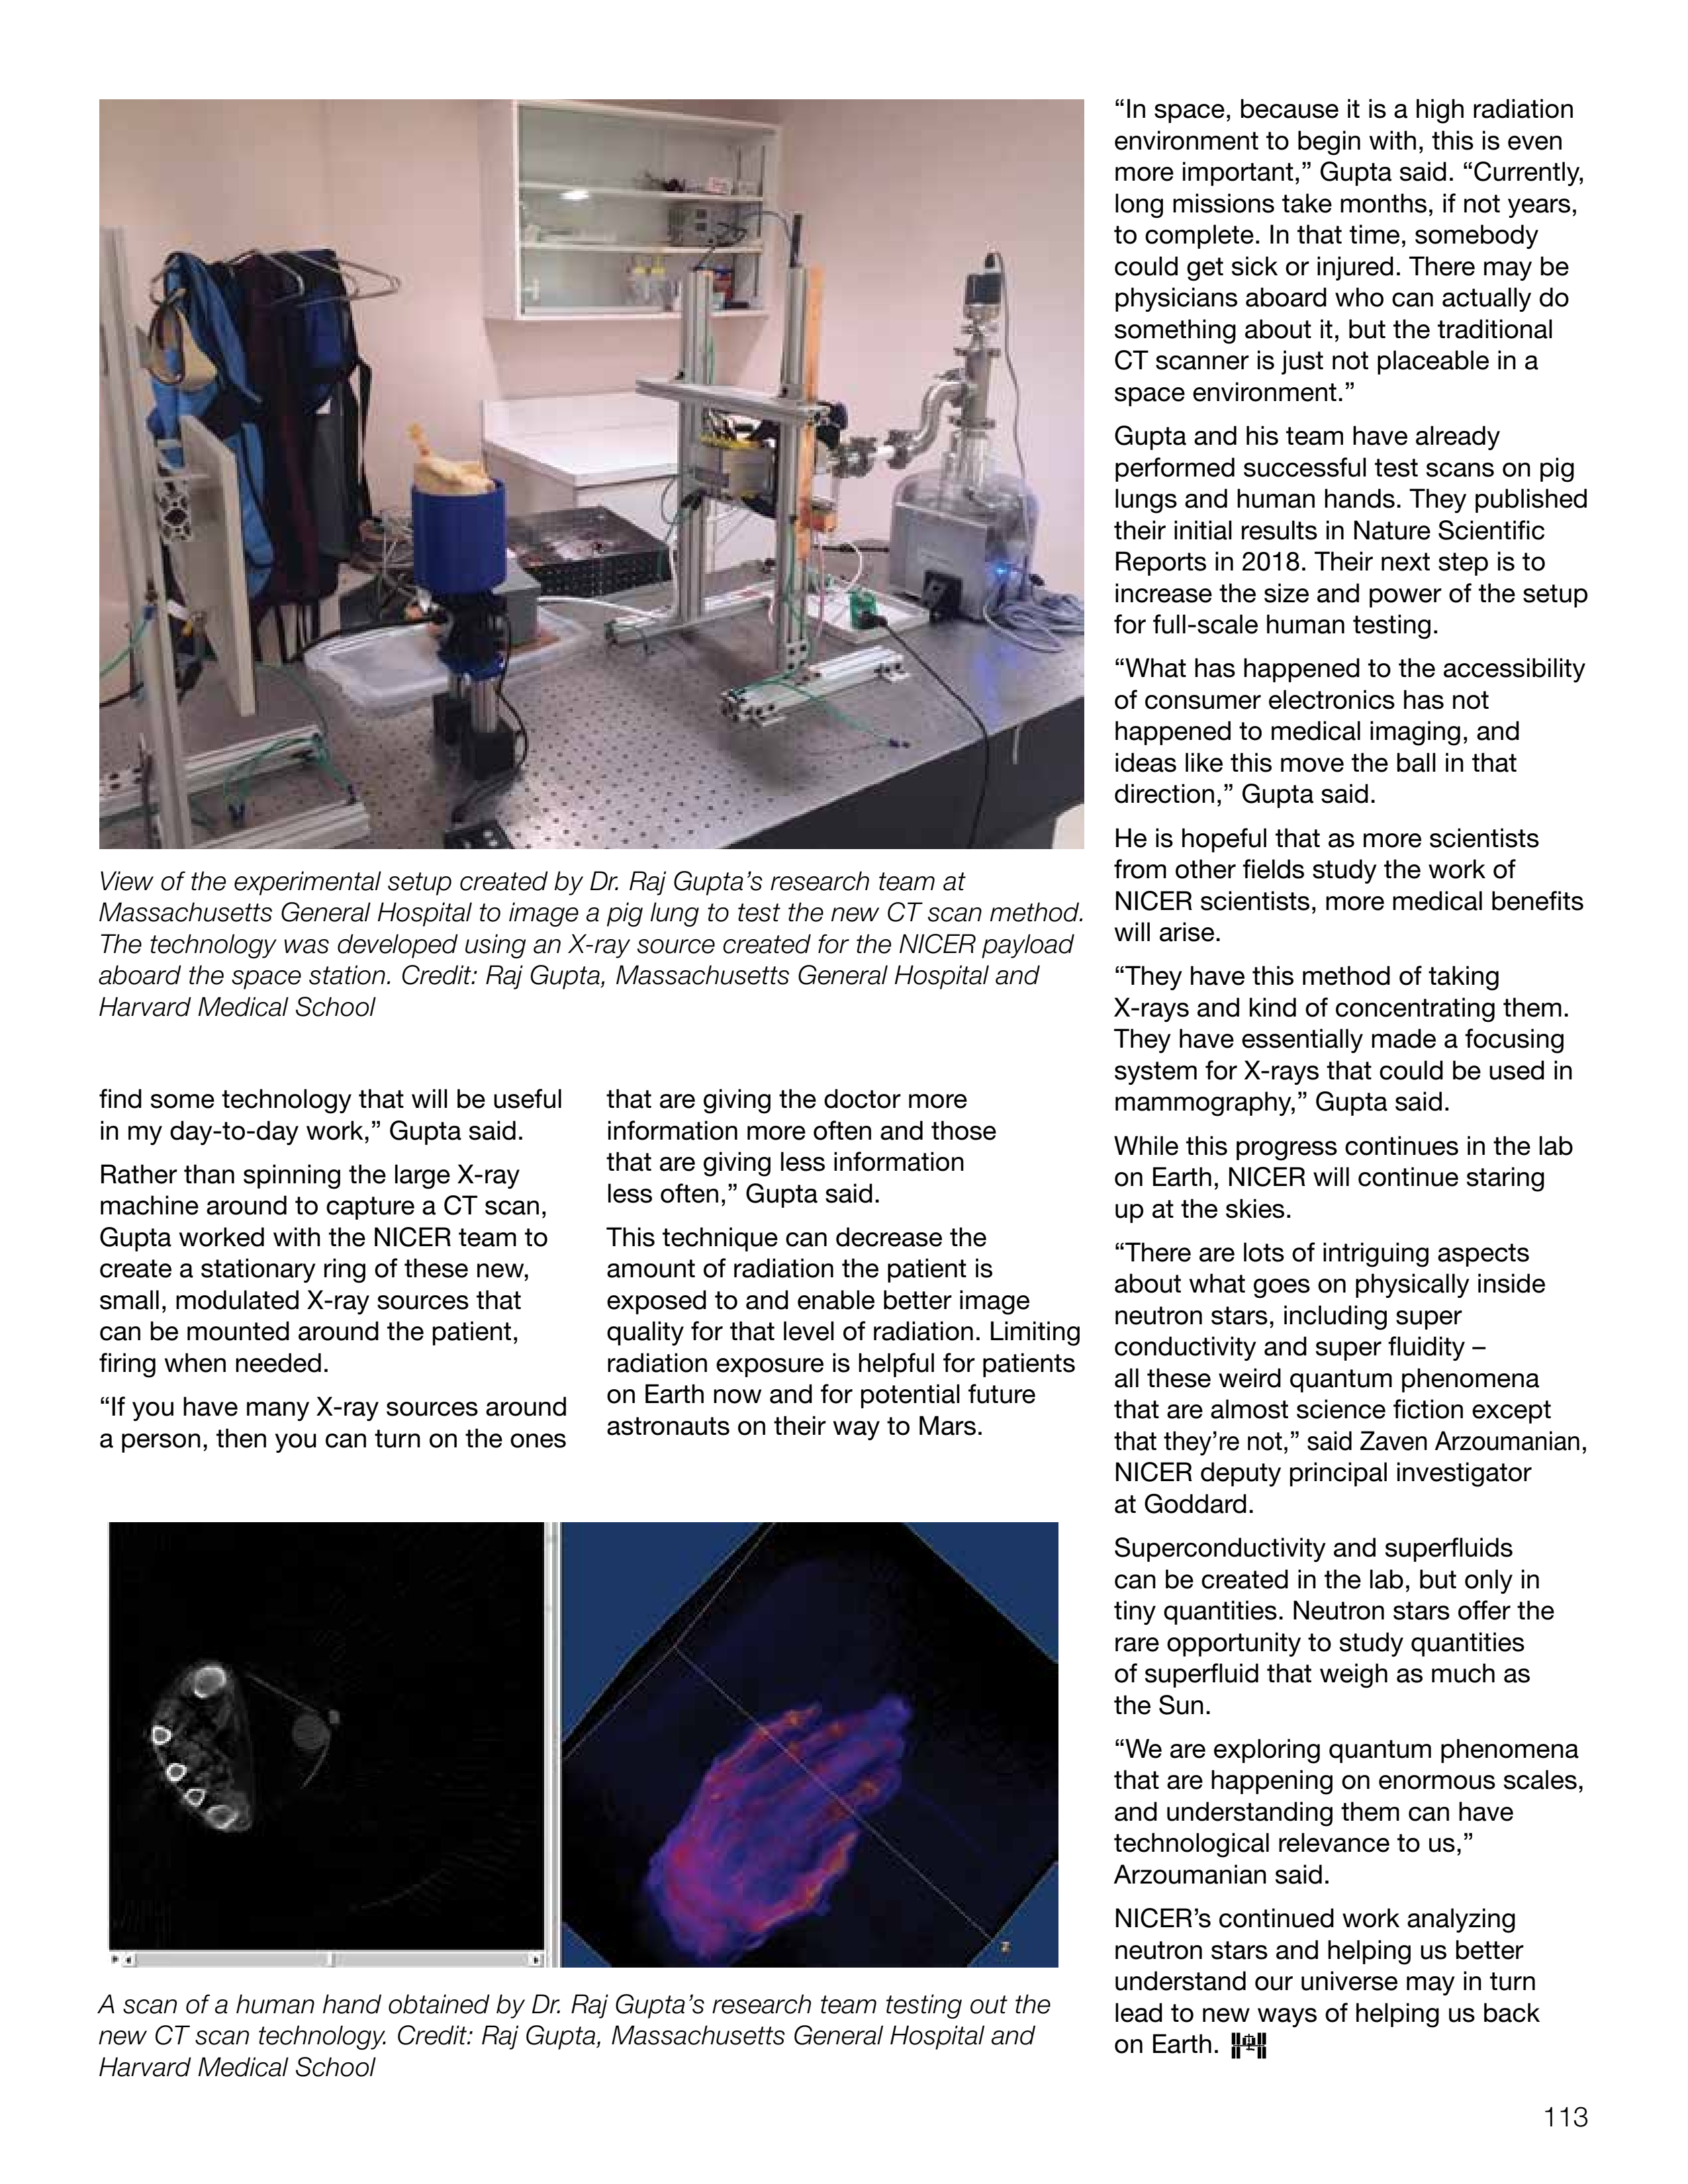 View of the experimental setup created by Dr. Raj Gupta’s research team at
Massachusetts General Hospital to image a pig lung to test the new CT scan method.
The technology was developed using an X-ray source created for the NICER payload
aboard the space station. Credit: Raj Gupta, Massachusetts General Hospital and
Harvard Medical School
find some technology that will be useful
in my day-to-day work,” Gupta said.
Rather than spinning the large X-ray
machine around to capture a CT scan,
Gupta worked with the NICER team to
create a stationary ring of these new,
small, modulated X-ray sources that
can be mounted around the patient,
firing when needed.
“If you have many X-ray sources around
a person, then you can turn on the ones
that are giving the doctor more
information more often and those
that are giving less information
less often,” Gupta said.
This technique can decrease the
amount of radiation the patient is
exposed to and enable better image
quality for that level of radiation. Limiting
radiation exposure is helpful for patients
on Earth now and for potential future
astronauts on their way to Mars.
Z
A scan of a human hand obtained by Dr. Raj Gupta’s research team testing out the
new CT scan technology. Credit: Raj Gupta, Massachusetts General Hospital and
Harvard Medical School
“In space, because it is a high radiation
environment to begin with, this is even
more important,” Gupta said. “Currently,
long missions take months, if not years,
to complete. In that time, somebody
could get sick or injured. There may be
physicians aboard who can actually do
something about it, but the traditional
CT scanner is just not placeable in a
space environment.”
Gupta and his team have already
performed successful test scans on pig
lungs and human hands. They published
their initial results in Nature Scientific
Reports in 2018. Their next step is to
increase the size and power of the setup
for full-scale human testing.
“What has happened to the accessibility
of consumer electronics has not
happened to medical imaging, and
ideas like this move the ball in that
direction,” Gupta said.
He is hopeful that as more scientists
from other fields study the work of
NICER scientists, more medical benefits
will arise.
“They have this method of taking
X-rays and kind of concentrating them.
They have essentially made a focusing
system for X-rays that could be used in
mammography,” Gupta said.
While this progress continues in the lab
on Earth, NICER will continue staring
up at the skies.
“There are lots of intriguing aspects
about what goes on physically inside
neutron stars, including super
conductivity and super fluidity –
all these weird quantum phenomena
that are almost science fiction except
that they’re not,” said Zaven Arzoumanian,
NICER deputy principal investigator
at Goddard.
Superconductivity and superfluids
can be created in the lab, but only in
tiny quantities. Neutron stars offer the
rare opportunity to study quantities
of superfluid that weigh as much as
the Sun.
“We are exploring quantum phenomena
that are happening on enormous scales,
and understanding them can have
technological relevance to us,”
Arzoumanian said.
NICER’s continued work analyzing
neutron stars and helping us better
understand our universe may in turn
lead to new ways of helping us back
on Earth.
113